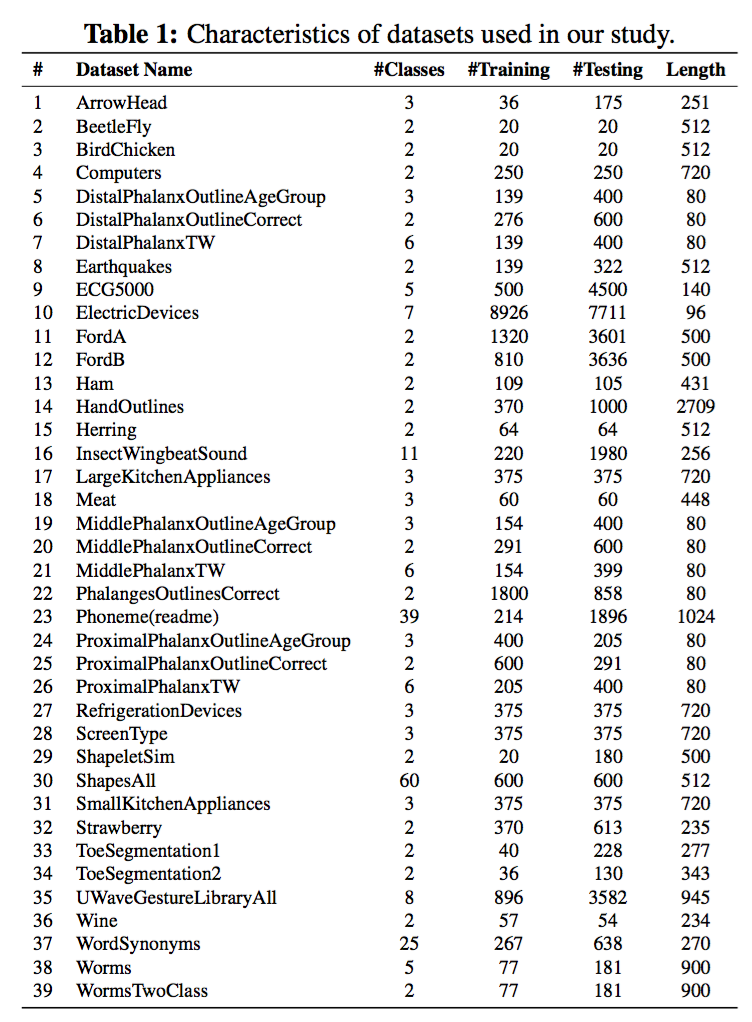 Table 1: Characteristics of datasets used in our study.
# Dataset Name #Classes #Training #Testing Length
1 ArrowHead 3 36 175 251
2 BeetleFly 2 20 20 512
3 BirdChicken 2 20 20 512
4 Computers 2 250 250 720
5 DistalPhalanxOutlineAgeGroup 3 139 400 80
6 DistalPhalanxOutlineCorrect 2 276 600 80
7 DistalPhalanxTW 6 139 400 80
8 Earthquakes 2 139 322 512
9 ECG5000 5 500 4500 140
10 ElectricDevices 7 8926 7711 96
11 FordA 2 1320 3601 500
12 FordB 2 810 3636 500
13 Ham 2 109 105 431
14 HandOutlines 2 370 1000 2709
15 Herring 2 64 64 512
16 InsectWingbeatSound 11 220 1980 256
17 LargeKitchenAppliances 3 375 375 720
18 Meat 3 60 60 448
19 MiddlePhalanxOutlineAgeGroup 3 154 400 80
20 MiddlePhalanxOutlineCorrect 2 291 600 80
21 MiddlePhalanxTW 6 154 399 80
22 PhalangesOutlinesCorrect 2 1800 858 80
23 Phoneme(readme) 39 214 1896 1024
24 ProximalPhalanxOutlineAgeGroup 3 400 205 80
25 ProximalPhalanxOutlineCorrect 2 600 291 80
26 ProximalPhalanxTW 6 205 400 80
27 RefrigerationDevices 3 375 375 720
28 ScreenType 3 375 375 720
29 ShapeletSim 2 20 180 500
30 ShapesAll 60 600 600 512
31 SmallKitchenAppliances 3 375 375 720
32 Strawberry 2 370 613 235
33 ToeSegmentation1 2 40 228 277
34 ToeSegmentation2 2 36 130 343
35 UWaveGestureLibraryAll 8 896 3582 945
36 Wine 2 57 54 234
37 WordSynonyms 25 267 638 270
38 Worms 5 77 181 900
39 WormsTwoClass 2 77 181 900